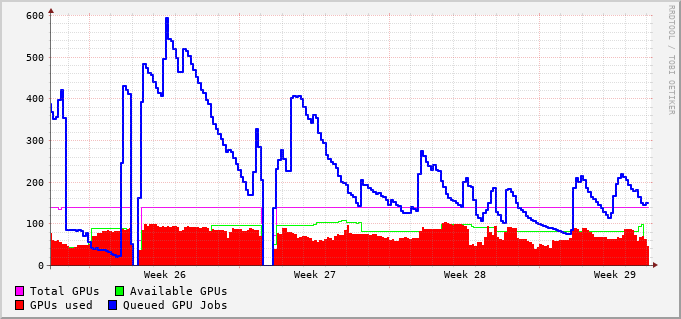 600
500
400
300
200
100
0
Week 26 Week 27 Week 28 Week 29
Total GPUs Available GPUs
GPUs used Queued GPU Jobs
RRDTOOL / TOBI OETIKER